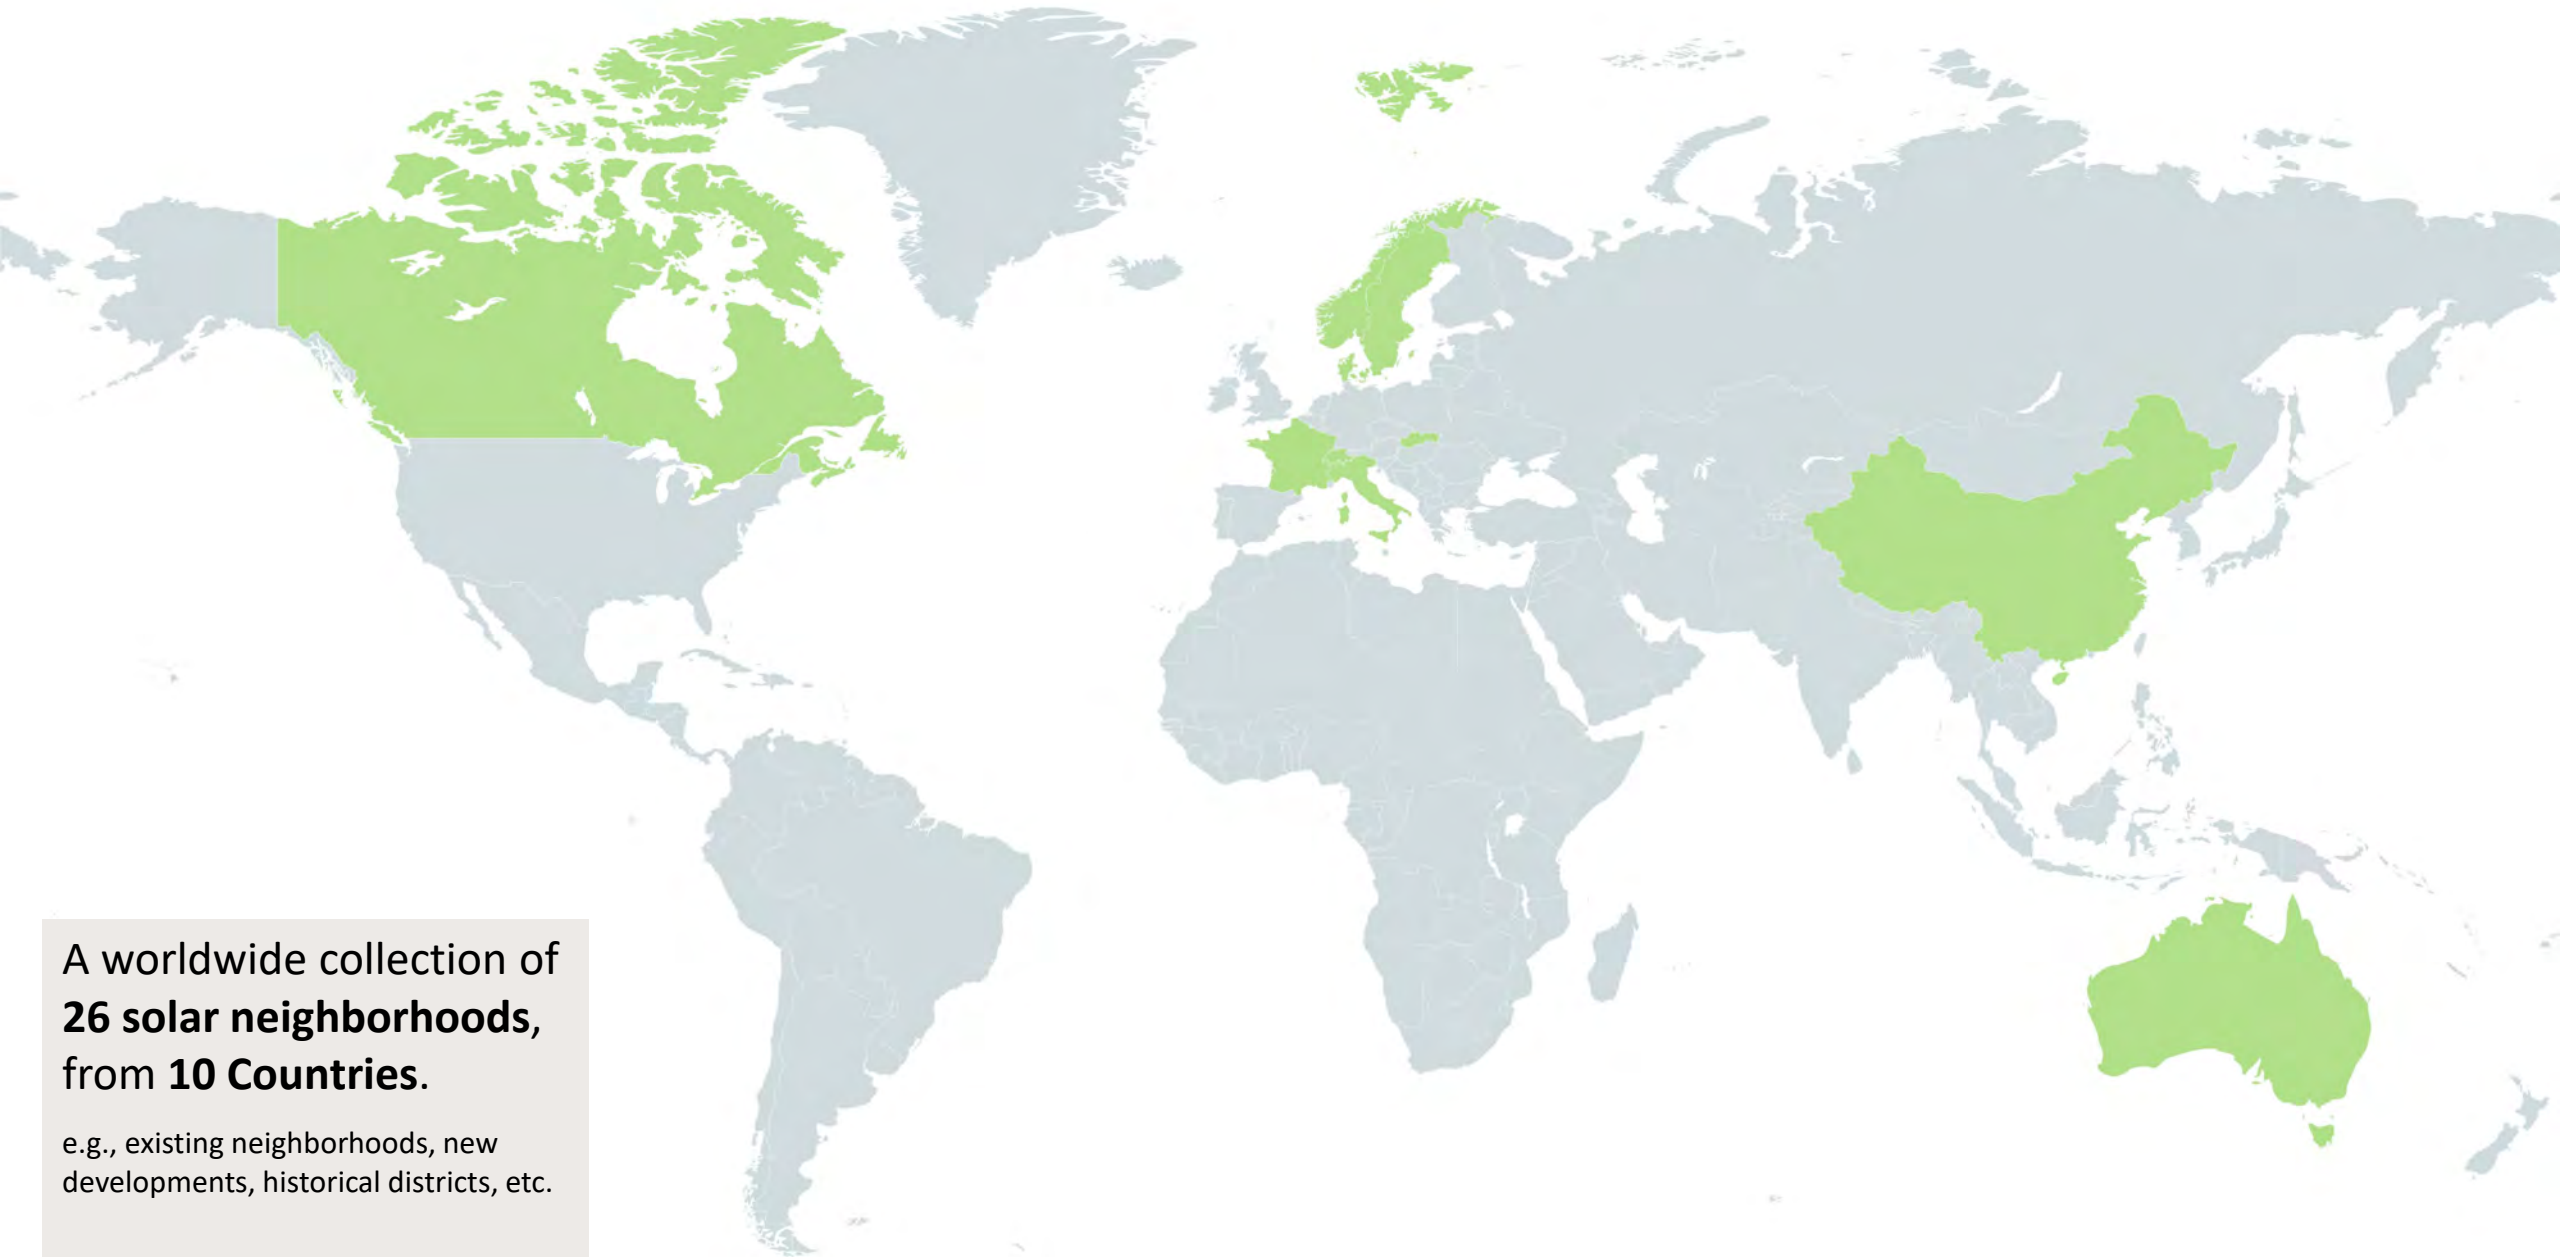 A worldwide collection of
26 solar neighborhoods,
from 10 Countries.
e.g., existing neighborhoods, new
developments, historical districts, etc.